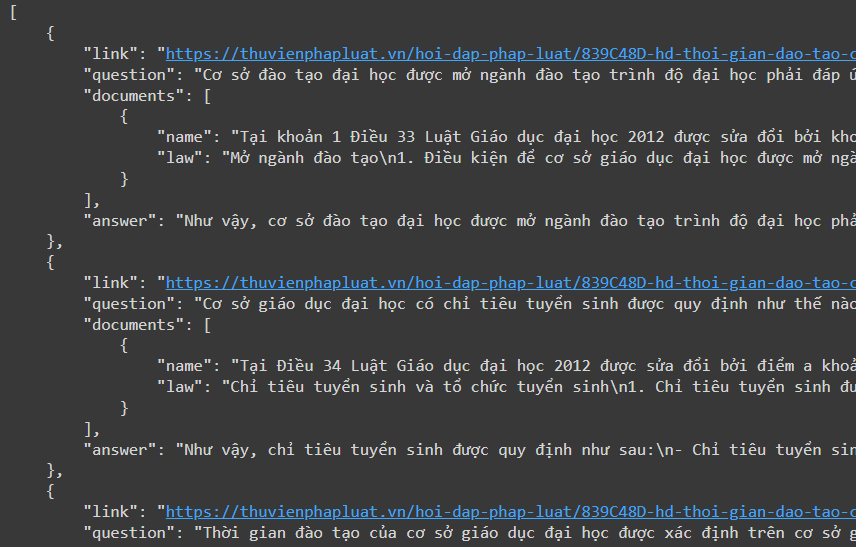 [
{
"link": "https://thuvienphapluat.vn/hoi-dap-phap-luat/839C48D-hd-thoi-gian-dao-tao-c
"question": "Cơ sở đào tạo đại học được mở ngành đào tạo trình độ đại học phải đáp ứ
"documents": [
{
"name": "Tại khoản 1 Điều 33 Luật Giáo dục đại học 2012 được sửa đổi bởi kho
"law": "Mở ngành đào tạo\n1. Điều kiện để cơ sở giáo dục đại học được mở ngà
}
],
"answer": "Như vậy, cơ sở đào tạo đại học được mở ngành đào tạo trình độ đại học phả
},
{
"link": "https://thuvienphapluat.vn/hoi-dap-phap-luat/839C48D-hd-thoi-gian-dao-tao-c
"question": "Cơ sở giáo dục đại học có chỉ tiêu tuyển sinh được quy định như thế nào
"documents": [
{
"name": "Tại Điều 34 Luật Giáo dục đại học 2012 được sửa đổi bởi điểm a khoả
"law": "Chỉ tiêu tuyển sinh và tổ chức tuyển sinh\n1. Chỉ tiêu tuyển sinh đư
}
],
"answer": "Như vậy, chỉ tiêu tuyển sinh được quy định như sau:\n- Chỉ tiêu tuyển sin
},
{
"link": "https://thuvienphapluat.vn/hoi-dap-phap-luat/839C48D-hd-thoi-gian-dao-tao-c
"question": "Thời gian đào tạo của cơ sở giáo dục đại học được xác định trên cơ sở g